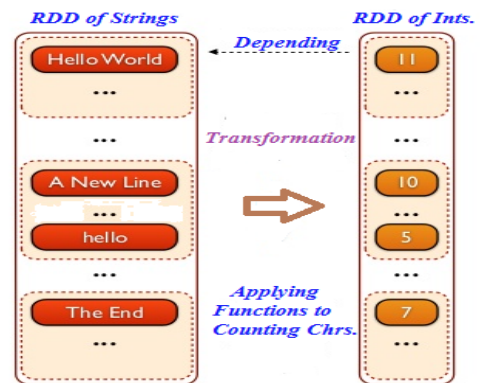 RDD of Strings
RDD of Ints.
Depending
Hello World
11
...
...
...
Transformation
...
A New Line
10
...
...
hello
5
...
...
Applying
Functions to
Counting Chrs.
The End
7
...
...